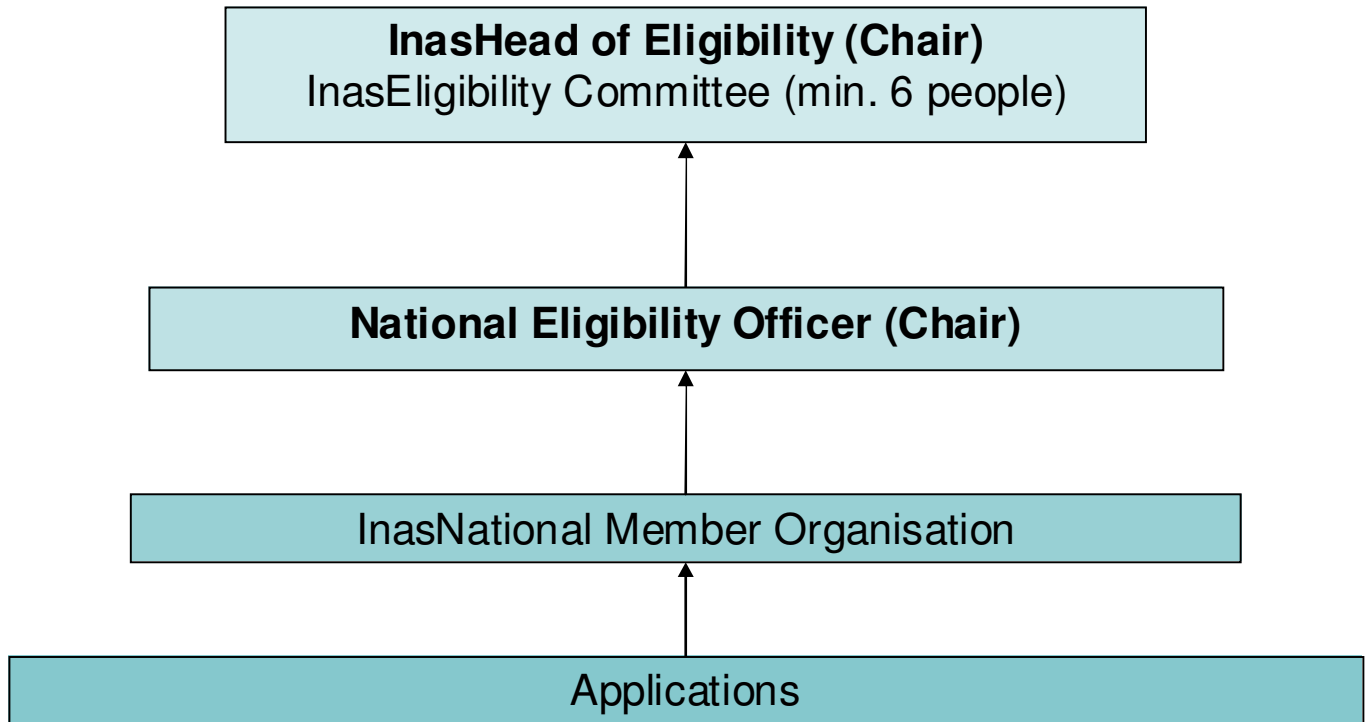 InasHead of Eligibility (Chair)
InasEligibility Committee (min. 6 people)
National Eligibility Officer (Chair)
InasNational Member Organisation
Applications